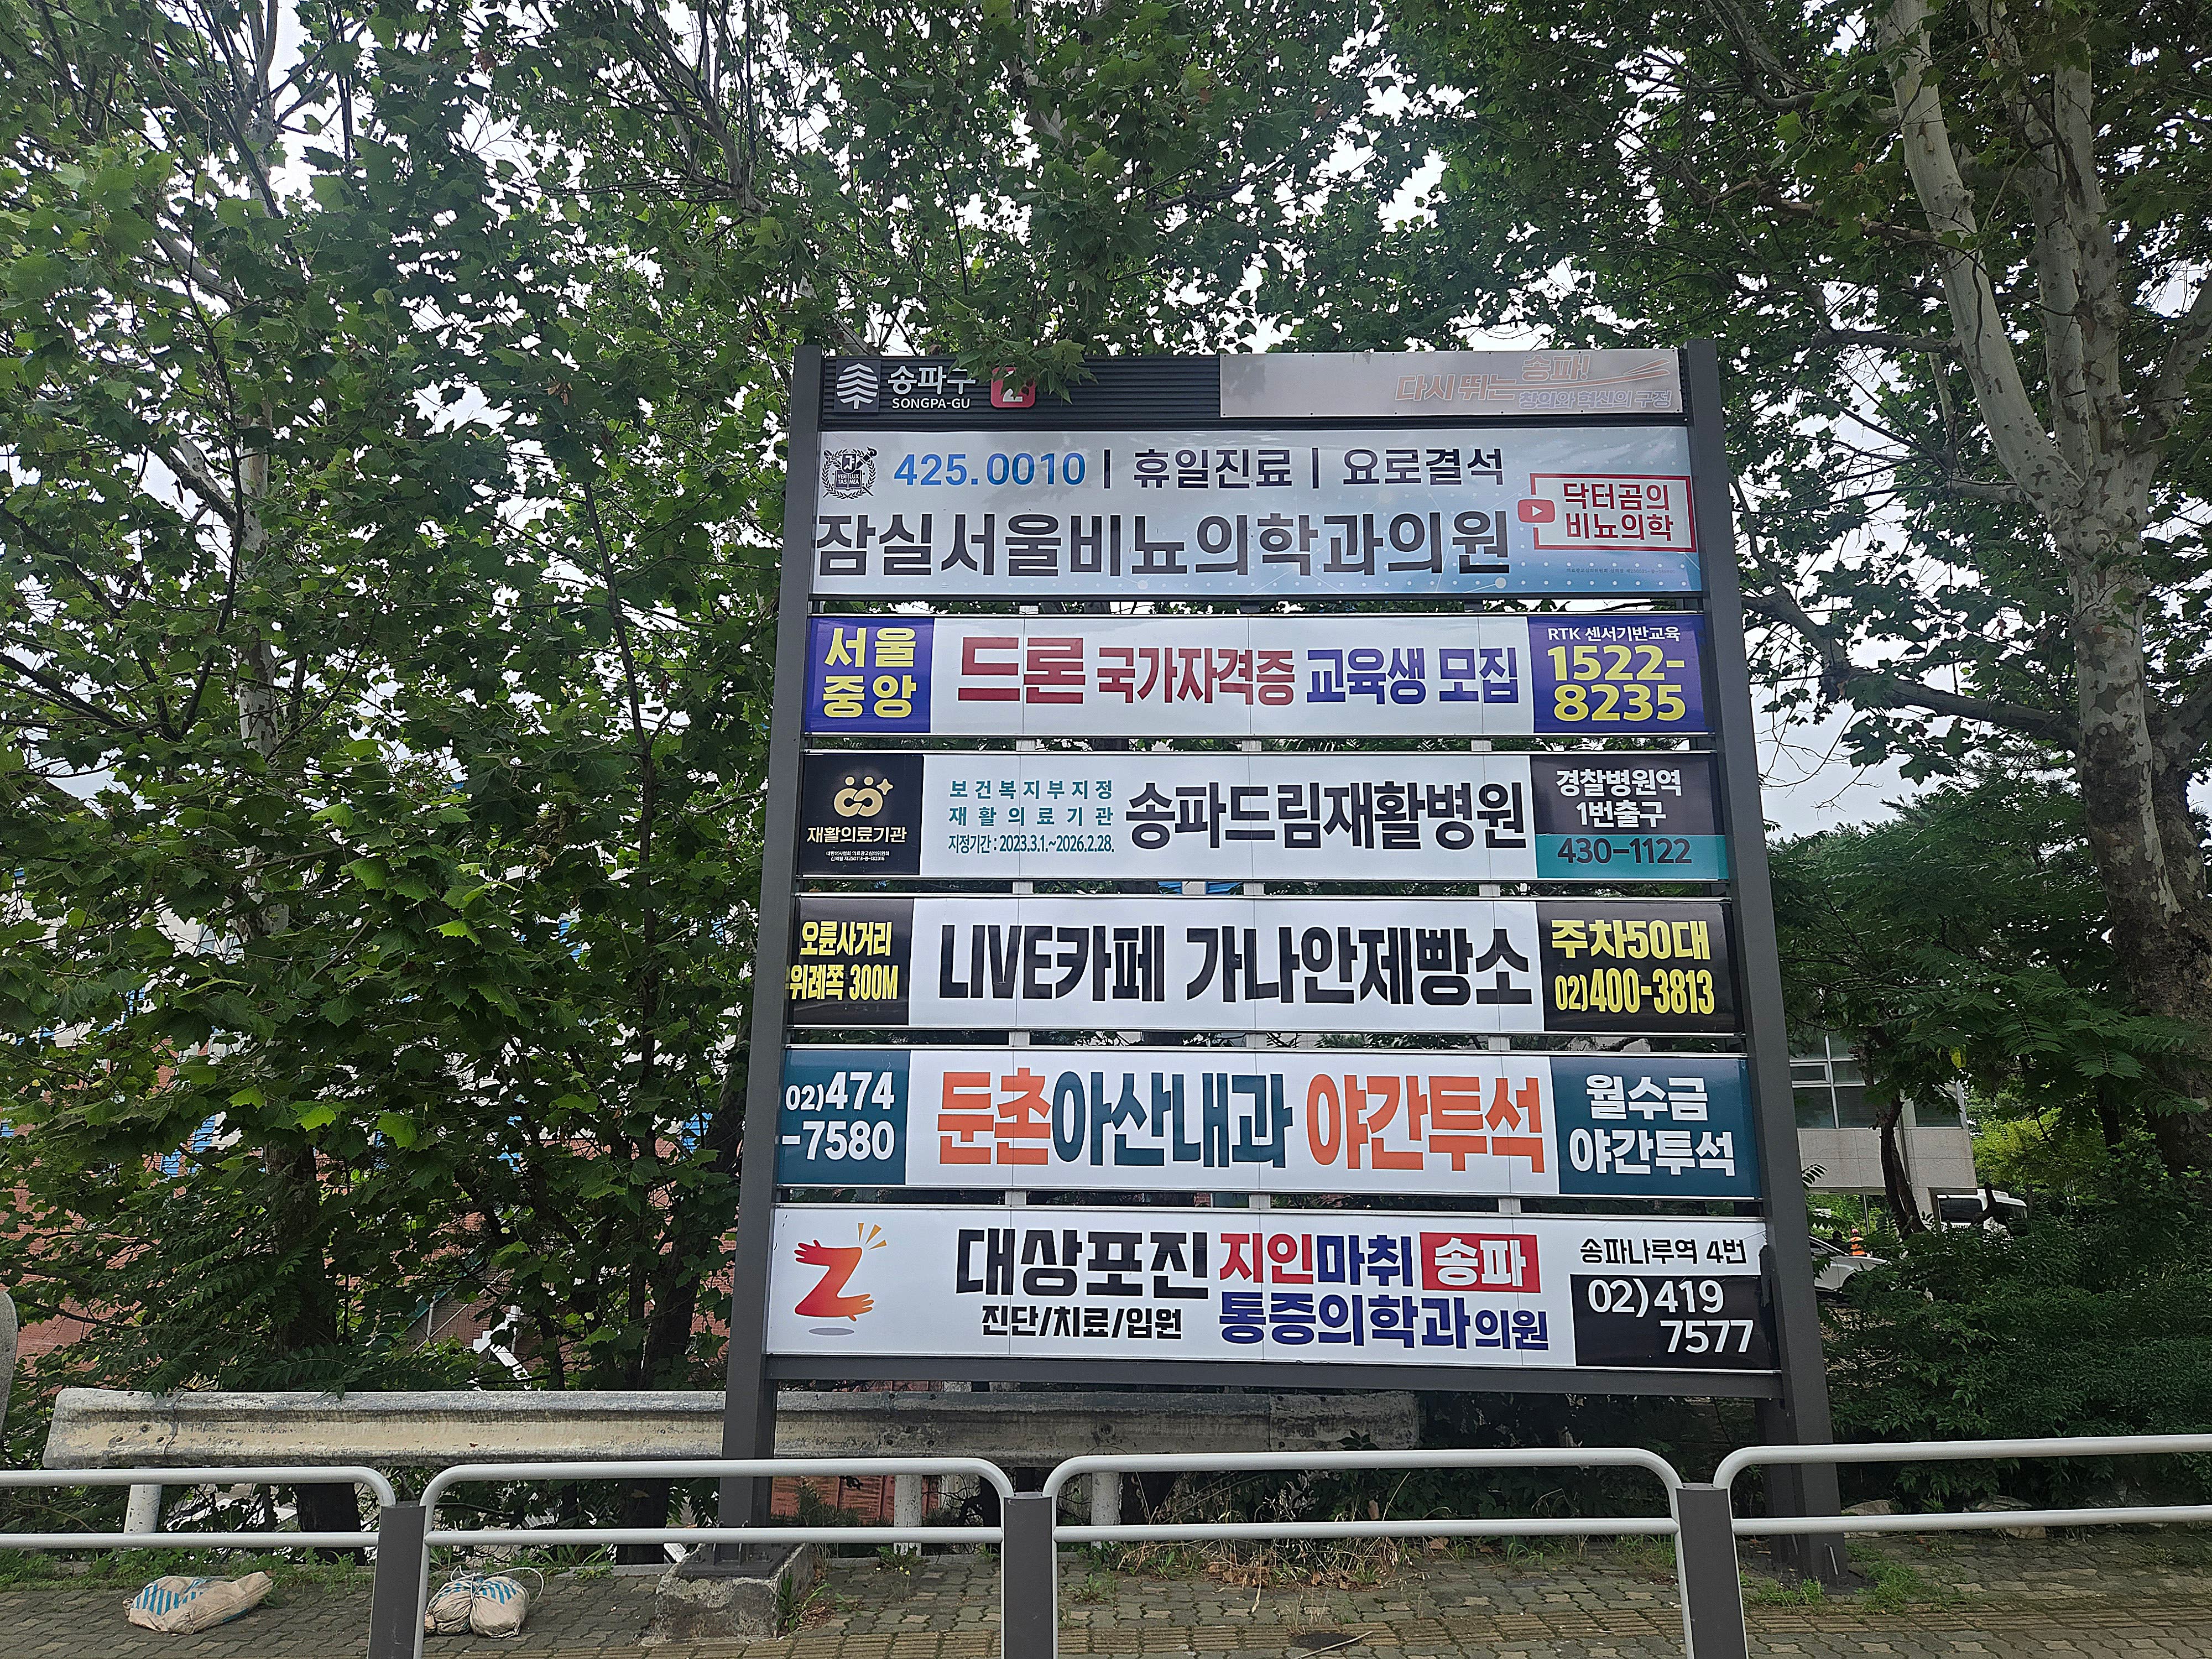 송파구
SONGPA-GU
2
다시 뛰는 송파!
창의와 혁신의 구정
425.0010 | 휴일진료 | 요로결석
잠실서울비뇨의학과의원
닥터곰의
비뇨의학
서울
중앙
드론 국가자격증 교육생 모집
RTK 센서기반교육
1522-
8235
재활의료기관
보건복지부지정
재활의료기관
지정기간 : 2023.3.1.~2026.2.28.
송파드림재활병원
경찰병원역
1번출구
430-1122
오륜사거리
위례쪽 300M
LIVE카페 가나안제빵소
주차50대
02)400-3813
02)474
-7580
둔촌아산내과 야간투석
월수금
야간투석
대상포진
진단/치료/입원
지인마취 송파
통증의학과의원
송파나루역 4번
02)419
7577